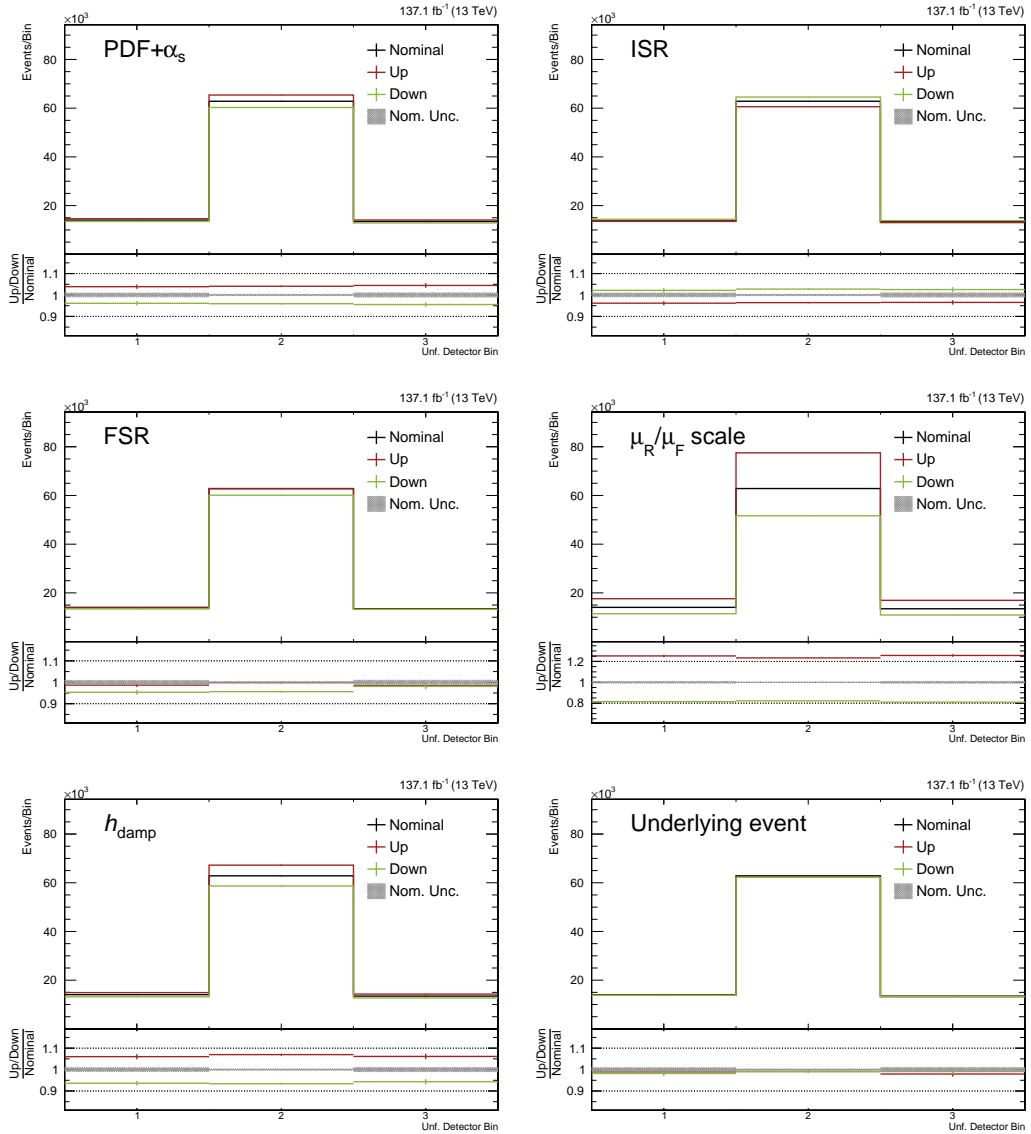 137.1 fb⁻¹ (13 TeV)
×10³
Events/Bin
PDF+αₛ
Nominal
Up
Down
Nom. Unc.
80
60
40
20
Up/Down
Nominal
1.1
1
0.9
1 2 3
Unf. Detector Bin
137.1 fb⁻¹ (13 TeV)
×10³
Events/Bin
ISR
Nominal
Up
Down
Nom. Unc.
80
60
40
20
Up/Down
Nominal
1.1
1
0.9
1 2 3
Unf. Detector Bin
137.1 fb⁻¹ (13 TeV)
×10³
Events/Bin
FSR
Nominal
Up
Down
Nom. Unc.
80
60
40
20
Up/Down
Nominal
1.1
1
0.9
1 2 3
Unf. Detector Bin
137.1 fb⁻¹ (13 TeV)
×10³
Events/Bin
μ_R/μ_F scale
Nominal
Up
Down
Nom. Unc.
80
60
40
20
Up/Down
Nominal
1.2
1
0.8
1 2 3
Unf. Detector Bin
137.1 fb⁻¹ (13 TeV)
×10³
Events/Bin
h_damp
Nominal
Up
Down
Nom. Unc.
80
60
40
20
Up/Down
Nominal
1.1
1
0.9
1 2 3
Unf. Detector Bin
137.1 fb⁻¹ (13 TeV)
×10³
Events/Bin
Underlying event
Nominal
Up
Down
Nom. Unc.
80
60
40
20
Up/Down
Nominal
1.1
1
0.9
1 2 3
Unf. Detector Bin